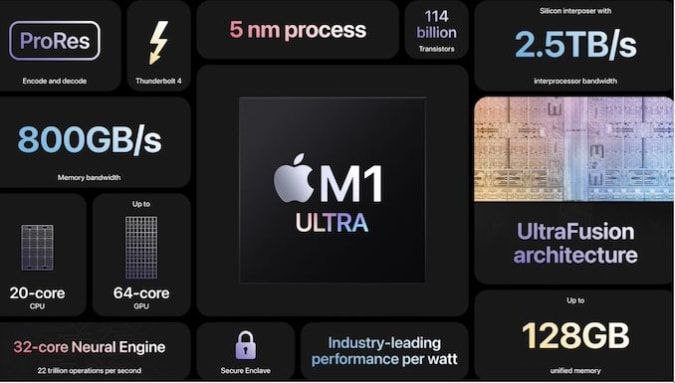 ProRes
Encode and decode
Thunderbolt 4
5 nm process
114
billion
Transistors
Silicon interposer with
2.5TB/s
interprocessor bandwidth
800GB/s
Memory bandwidth
M1
ULTRA
UltraFusion
architecture
20-core
CPU
Up to
64-core
GPU
Up to
128GB
unified memory
32-core Neural Engine
22 trillion operations per second
Secure Enclave
Industry-leading
performance per watt